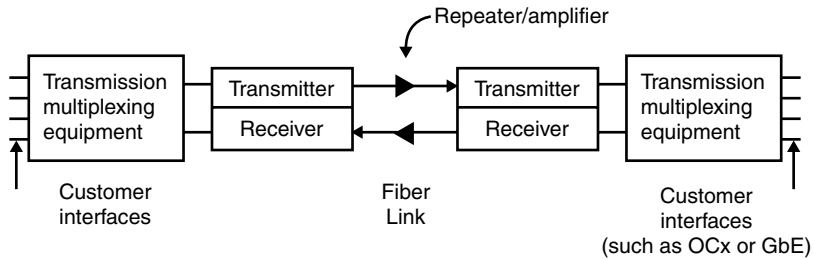 Repeater/amplifier
Transmission
multiplexing
equipment
Transmitter
Receiver
Transmitter
Receiver
Transmission
multiplexing
equipment
Customer
interfaces
Fiber
Link
Customer
interfaces
(such as OCx or GbE)